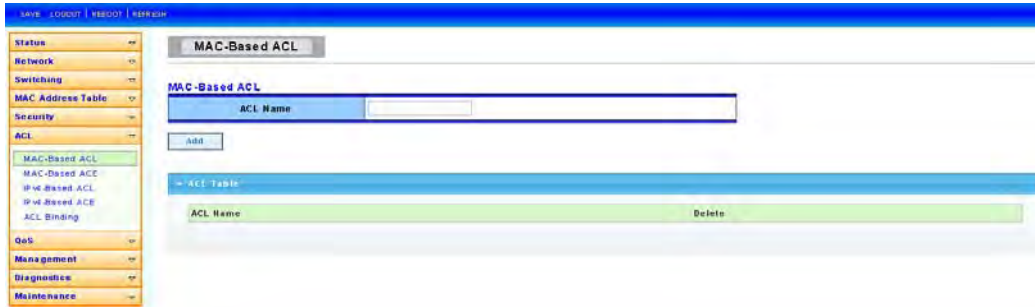 SAVE LOGOUT | REBOOT | REFRESH
Status
Network
Switching
MAC Address Table
Security
ACL
MAC-Based ACL
MAC-Based ACE
IPv4-Based ACL
IPv4-Based ACE
ACL Binding
QoS
Management
Diagnostics
Maintenance
MAC-Based ACL
MAC-Based ACL
ACL Name
Add
ACL Table
ACL Name Delete